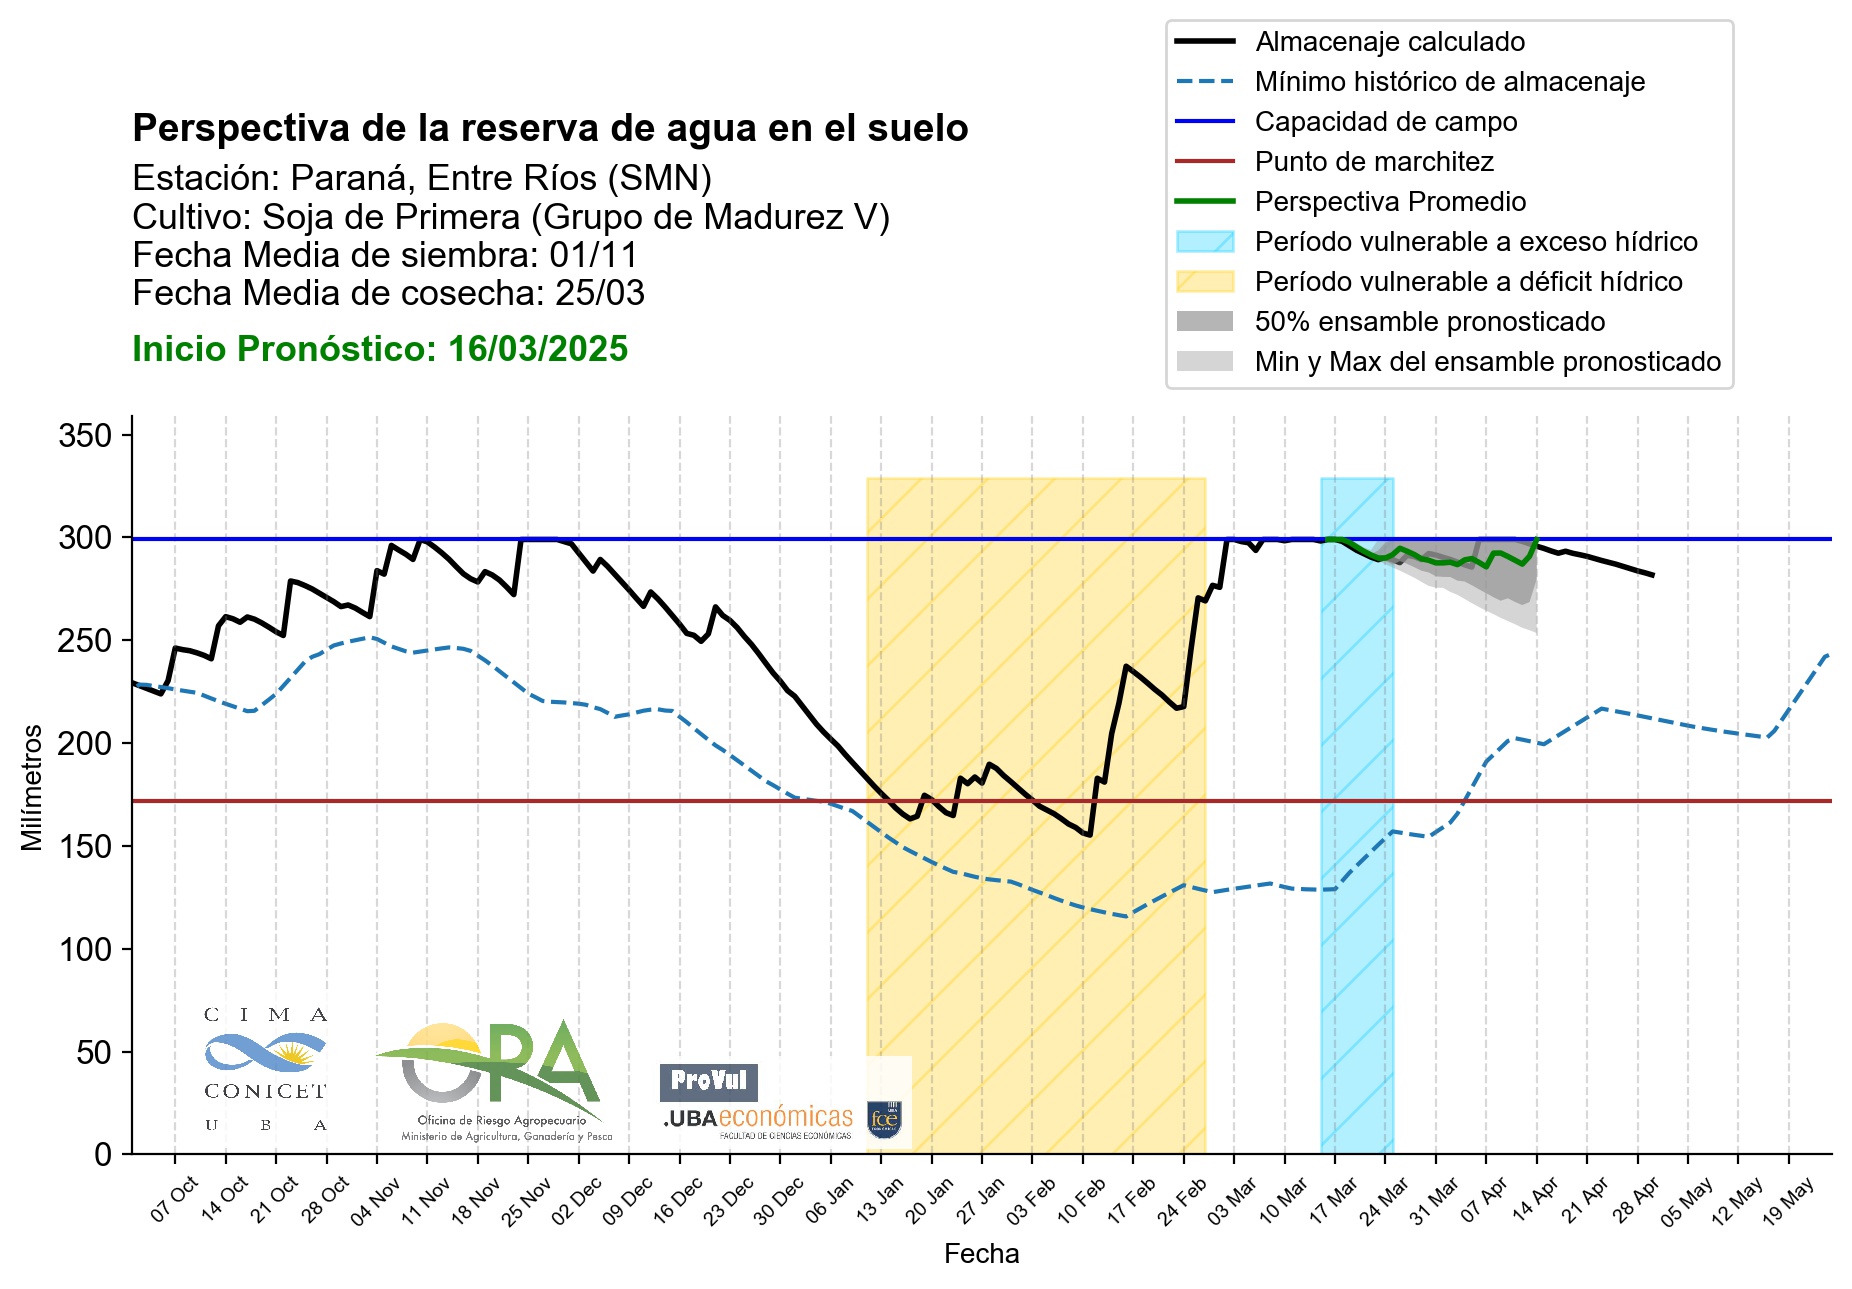 Almacenaje calculado
Mínimo histórico de almacenaje
Capacidad de campo
Punto de marchitez
Perspectiva Promedio
Período vulnerable a exceso hídrico
Período vulnerable a déficit hídrico
50% ensamble pronosticado
Min y Max del ensamble pronosticado
Perspectiva de la reserva de agua en el suelo
Estación: Paraná, Entre Ríos (SMN)
Cultivo: Soja de Primera (Grupo de Madurez V)
Fecha Media de siembra: 01/11
Fecha Media de cosecha: 25/03
Inicio Pronóstico: 16/03/2025
350
300
250
200
150
100
50
0
Milímetros
CIMA
CONICET
UBA
ORA
Oficina de Riesgo Agropecuario
Ministerio de Agricultura, Ganadería y Pesca
ProVul
.UBAeconómicas
FACULTAD DE CIENCIAS ECONÓMICAS
UBA
fce
07 Oct
14 Oct
21 Oct
28 Oct
04 Nov
11 Nov
18 Nov
25 Nov
02 Dec
09 Dec
16 Dec
23 Dec
30 Dec
06 Jan
13 Jan
20 Jan
27 Jan
03 Feb
10 Feb
17 Feb
24 Feb
03 Mar
10 Mar
17 Mar
24 Mar
31 Mar
07 Apr
14 Apr
21 Apr
28 Apr
05 May
12 May
19 May
Fecha